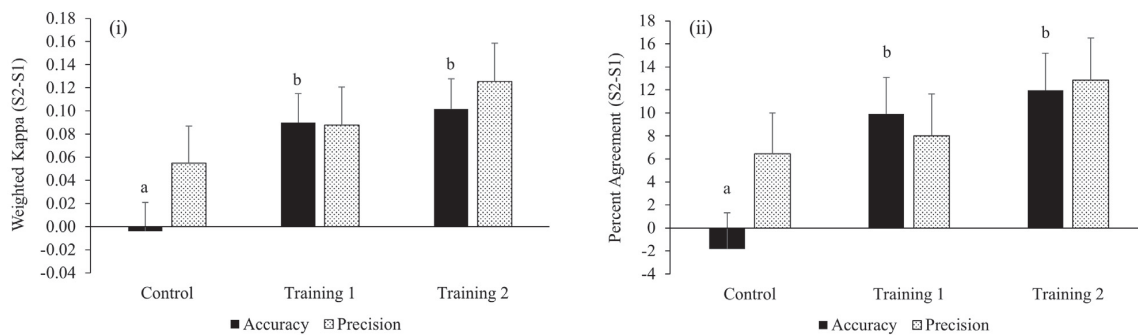 (i)
Weighted Kappa (S2-S1)
0.18
0.16
0.14
0.12
0.10
0.08
0.06
0.04
0.02
0.00
-0.02
-0.04
a
b
b
Control
Training 1
Training 2
Accuracy
Precision
(ii)
Percent Agreement (S2-S1)
18
16
14
12
10
8
6
4
2
0
-2
-4
a
b
b
Control
Training 1
Training 2
Accuracy
Precision